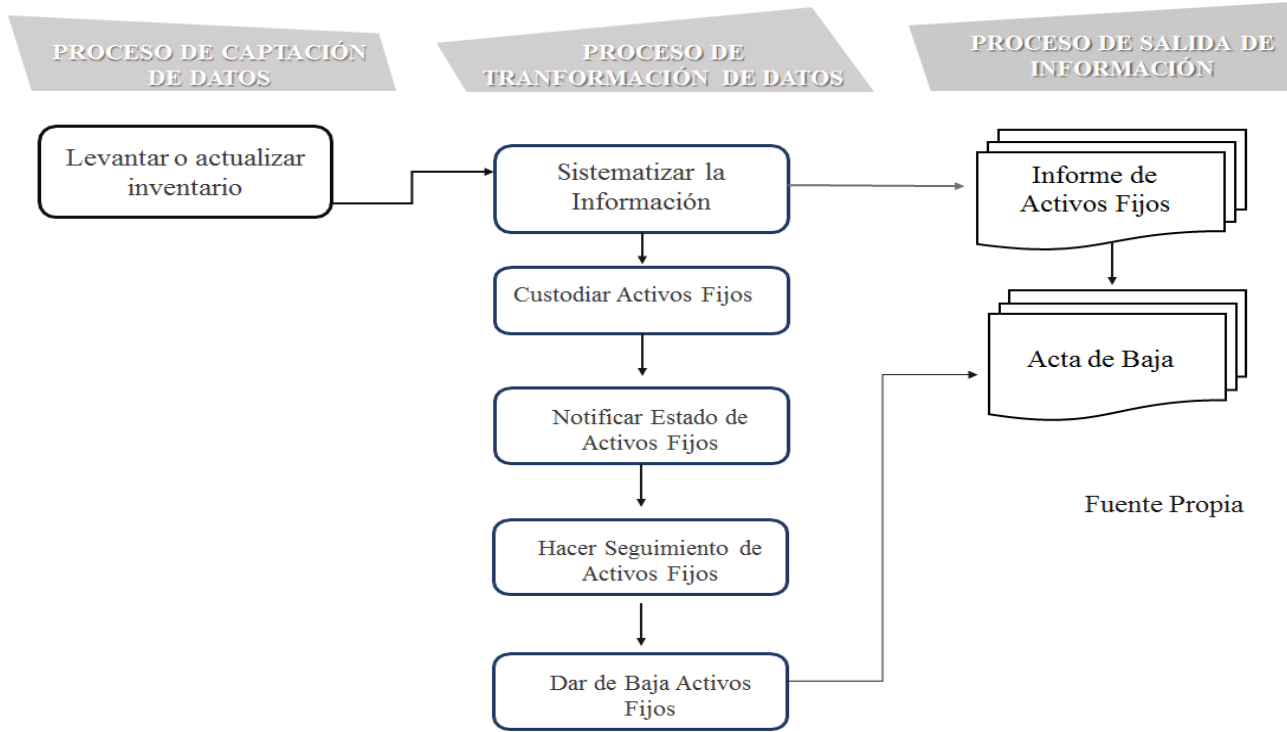 PROCESO DE CAPTACIÓN
DE DATOS
PROCESO DE
TRANFORMACIÓN DE DATOS
PROCESO DE SALIDA DE
INFORMACIÓN
Levantar o actualizar
inventario
Sistematizar la
Información
Informe de
Activos Fijos
Custodiar Activos Fijos
Acta de Baja
Notificar Estado de
Activos Fijos
Fuente Propia
Hacer Seguimiento de
Activos Fijos
Dar de Baja Activos
Fijos